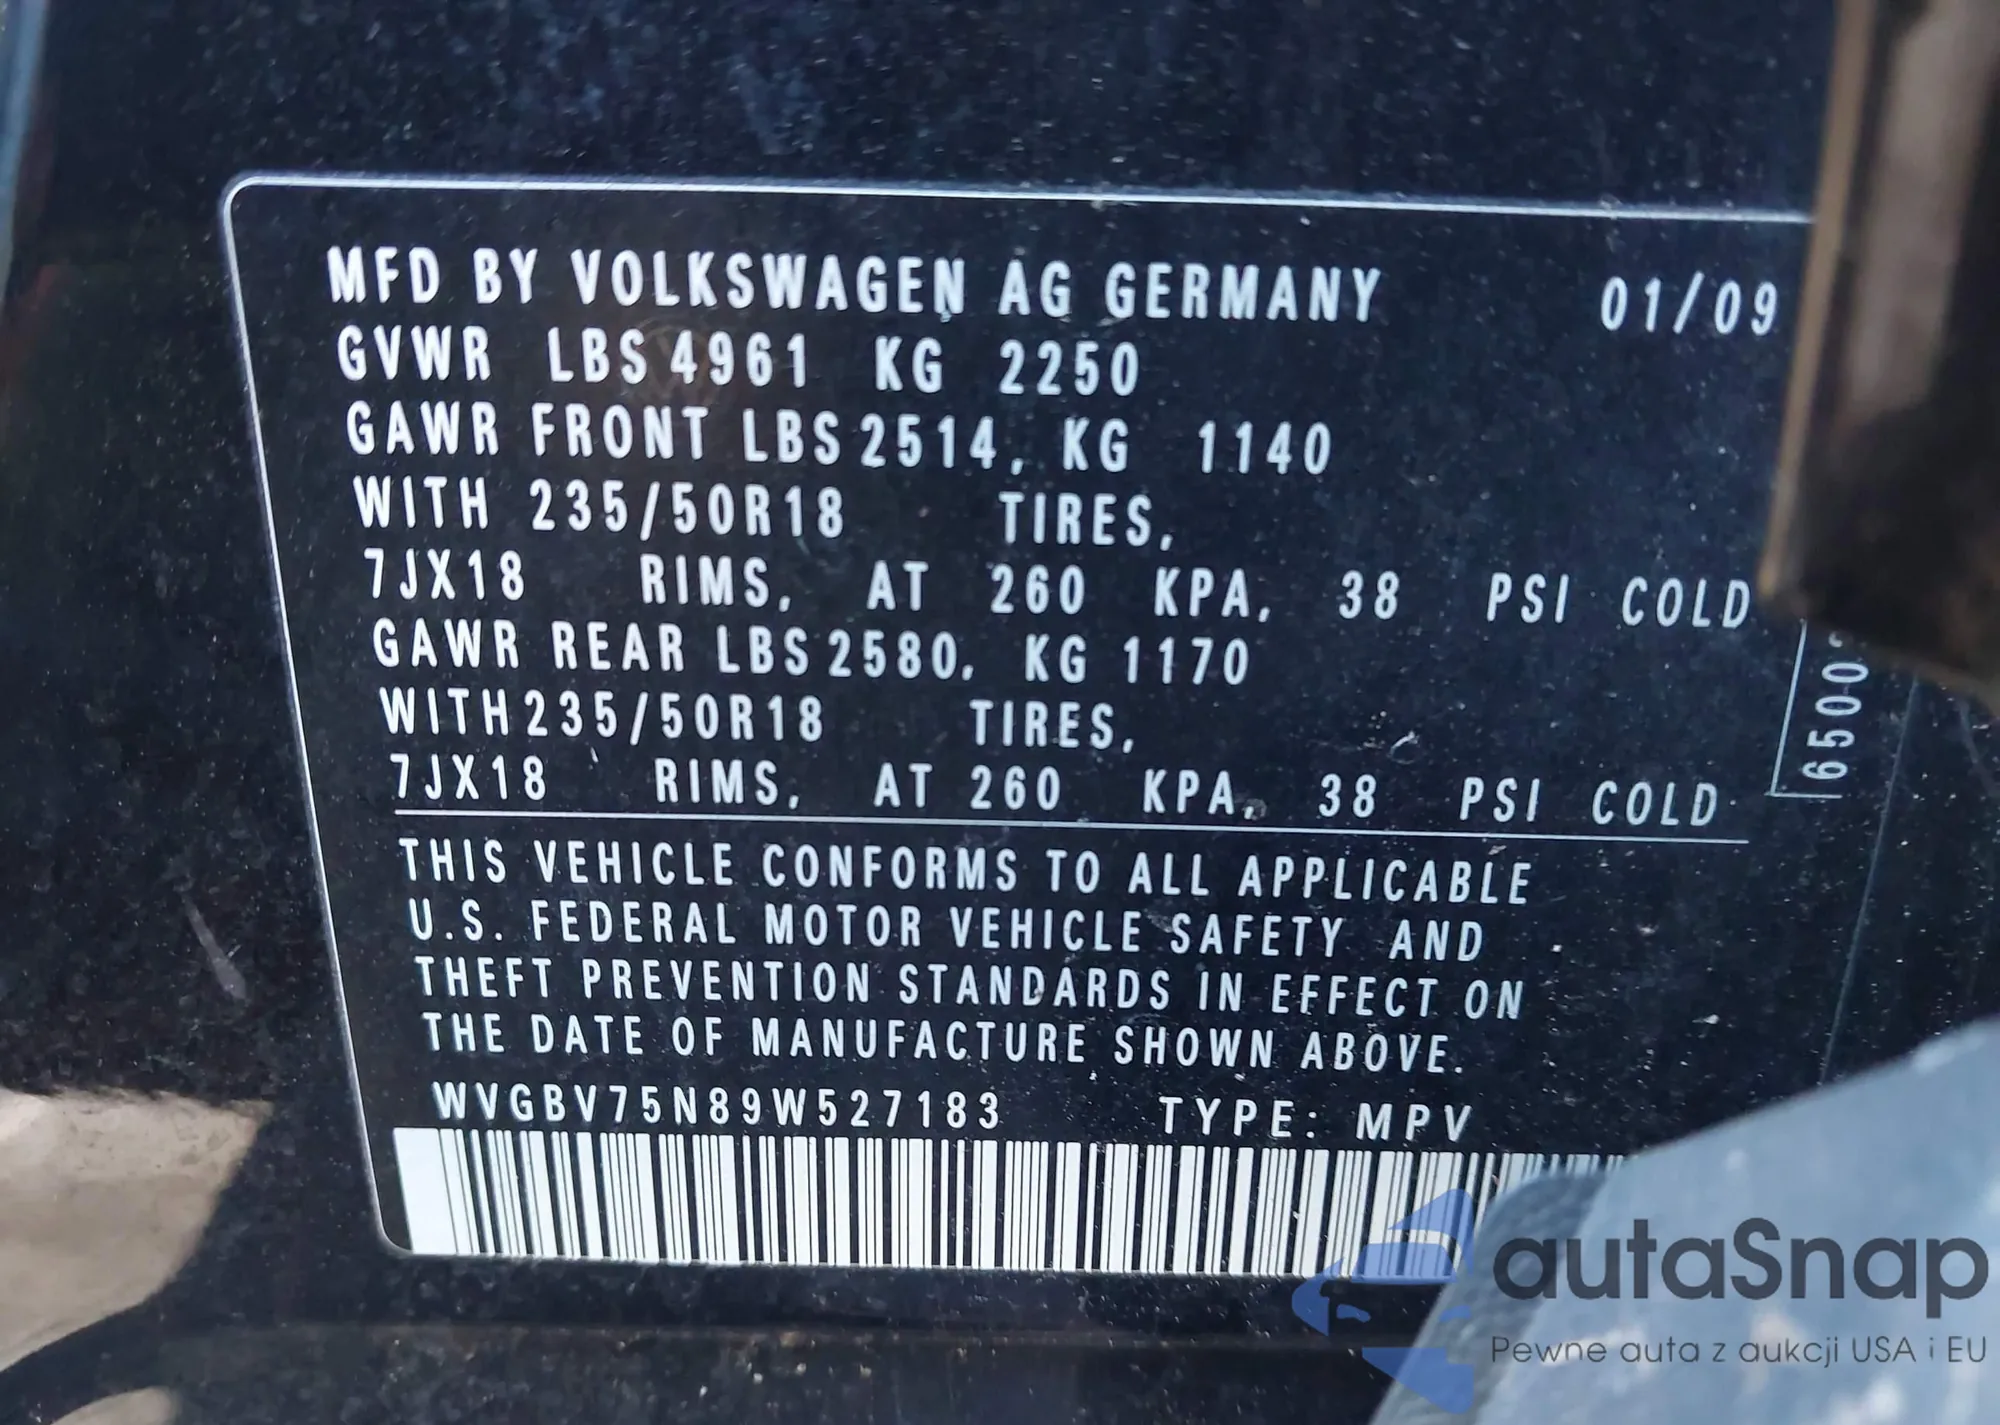 MFD BY VOLKSWAGEN AG GERMANY 01/09
GVWR LBS 4961 KG 2250
GAWR FRONT LBS 2514, KG 1140
WITH 235/50R18 TIRES,
7JX18 RIMS, AT 260 KPA, 38 PSI COLD
GAWR REAR LBS 2580, KG 1170
WITH 235/50R18 TIRES,
7JX18 RIMS, AT 260 KPA, 38 PSI COLD
THIS VEHICLE CONFORMS TO ALL APPLICABLE
U.S. FEDERAL MOTOR VEHICLE SAFETY AND
THEFT PREVENTION STANDARDS IN EFFECT ON
THE DATE OF MANUFACTURE SHOWN ABOVE.
WVGBV75N89W527183 TYPE: MPV
autaSnap
Pewne auta z aukcji USA i EU